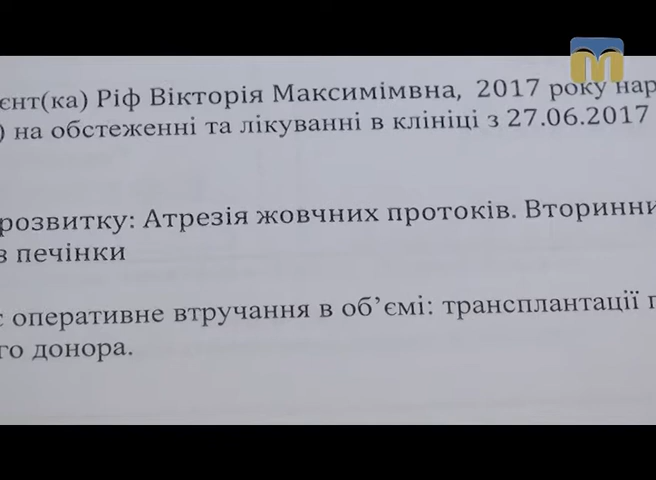 єнт(ка) Ріф Вікторія Максимімвна, 2017 року нар
) на обстеженні та лікуванні в клініці з 27.06.2017
розвитку: Атрезія жовчних протоків. Вторинни
з печінки
є оперативне втручання в об’ємі: трансплантації п
го донора.